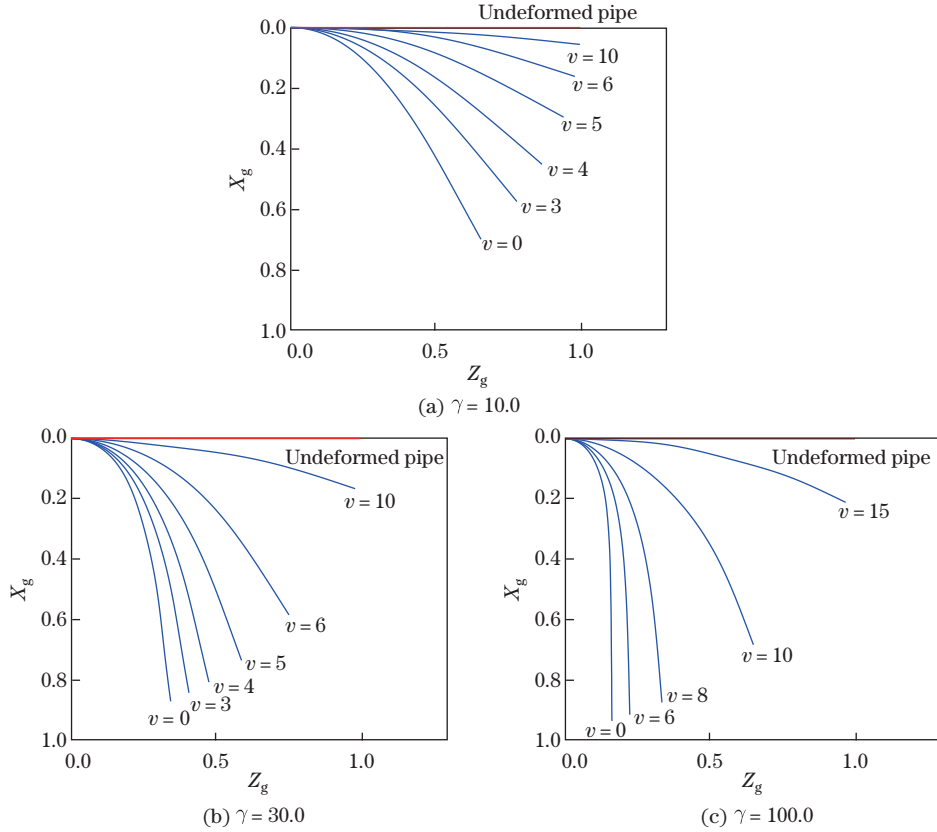 Undeformed pipe
0.0
0.2
0.4
0.6
0.8
1.0
X_g
v = 10
v = 6
v = 5
v = 4
v = 3
v = 0
0.0 0.5 1.0
Z_g
(a) γ = 10.0
0.0
0.2
0.4
0.6
0.8
1.0
X_g
Undeformed pipe
v = 10
v = 6
v = 5
v = 4
v = 3
v = 0
0.0 0.5 1.0
Z_g
(b) γ = 30.0
0.0
0.2
0.4
0.6
0.8
1.0
X_g
Undeformed pipe
v = 15
v = 10
v = 8
v = 6
v = 0
0.0 0.5 1.0
Z_g
(c) γ = 100.0